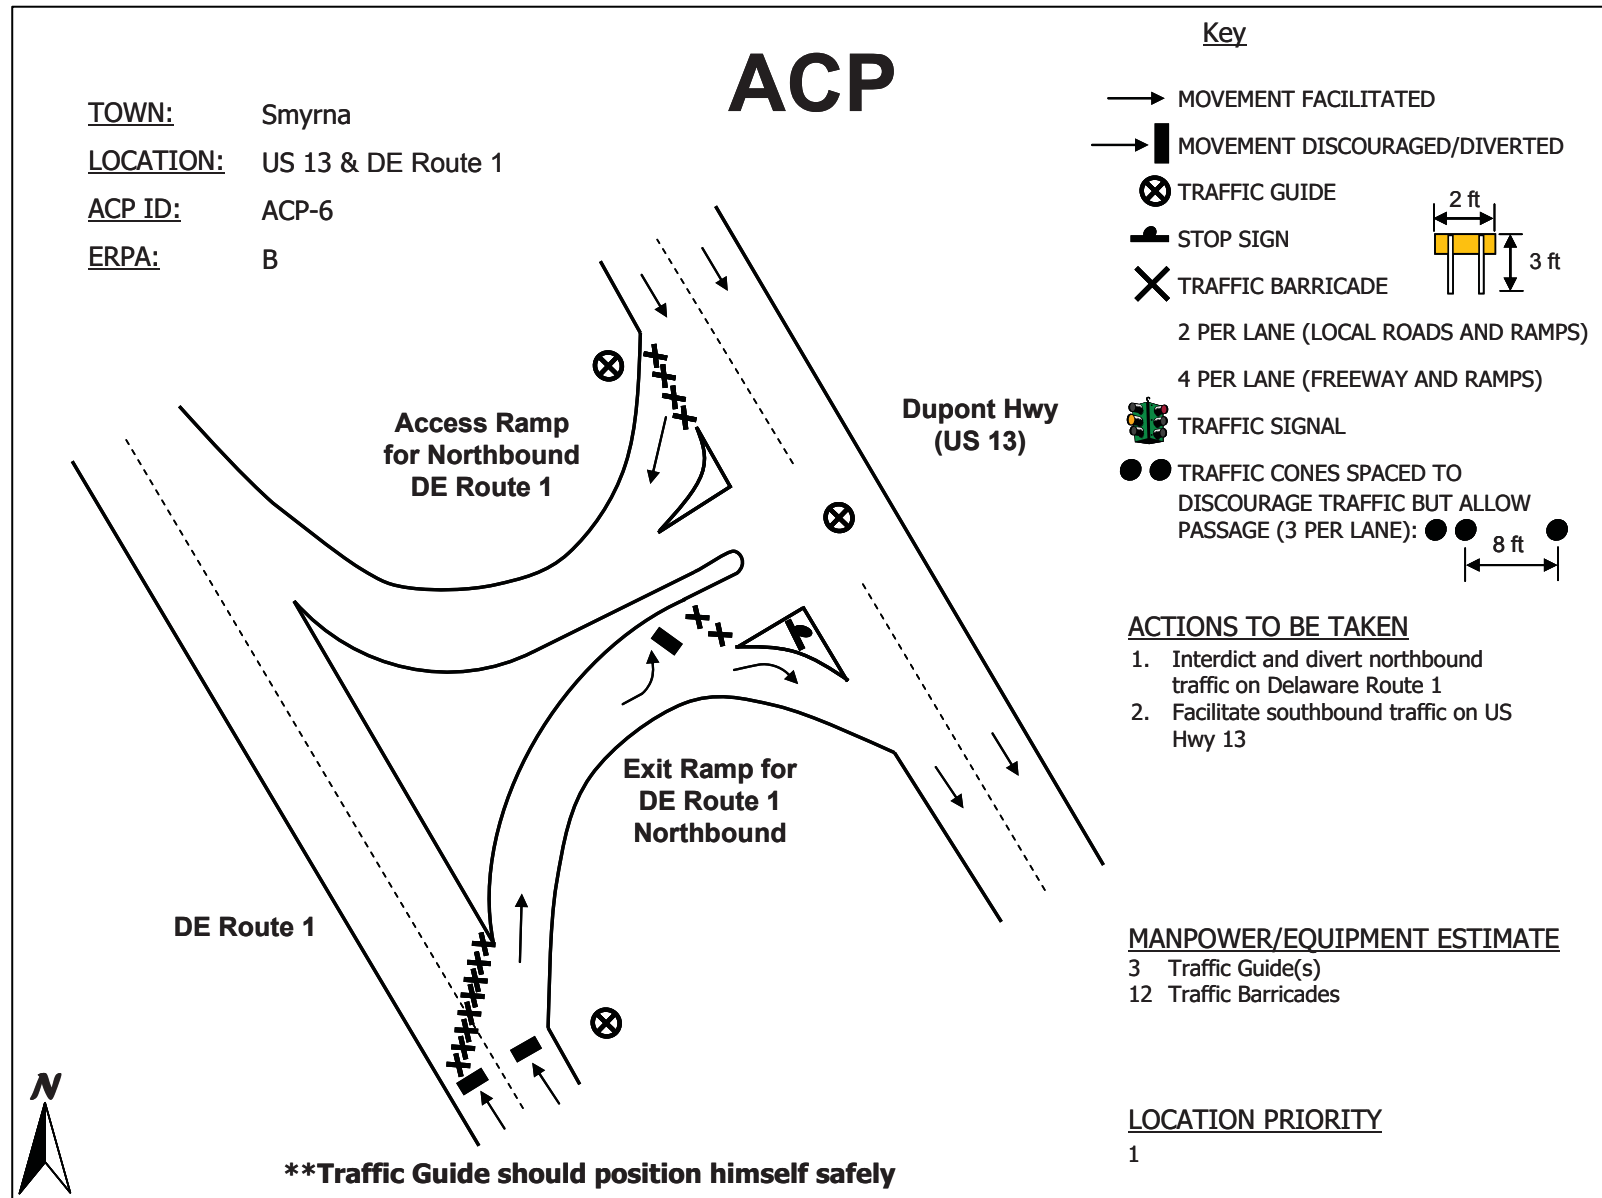 ACP
TOWN: Smyrna
LOCATION: US 13 & DE Route 1
ACP ID: ACP-6
ERPA: B
Key
MOVEMENT FACILITATED
MOVEMENT DISCOURAGED/DIVERTED
TRAFFIC GUIDE
STOP SIGN
TRAFFIC BARRICADE
2 ft
3 ft
2 PER LANE (LOCAL ROADS AND RAMPS)
4 PER LANE (FREEWAY AND RAMPS)
TRAFFIC SIGNAL
TRAFFIC CONES SPACED TO
DISCOURAGE TRAFFIC BUT ALLOW
PASSAGE (3 PER LANE):
8 ft
Access Ramp
for Northbound
DE Route 1
Dupont Hwy
(US 13)
Exit Ramp for
DE Route 1
Northbound
DE Route 1
ACTIONS TO BE TAKEN
1. Interdict and divert northbound
traffic on Delaware Route 1
2. Facilitate southbound traffic on US
Hwy 13
MANPOWER/EQUIPMENT ESTIMATE
3 Traffic Guide(s)
12 Traffic Barricades
LOCATION PRIORITY
1
N
**Traffic Guide should position himself safely